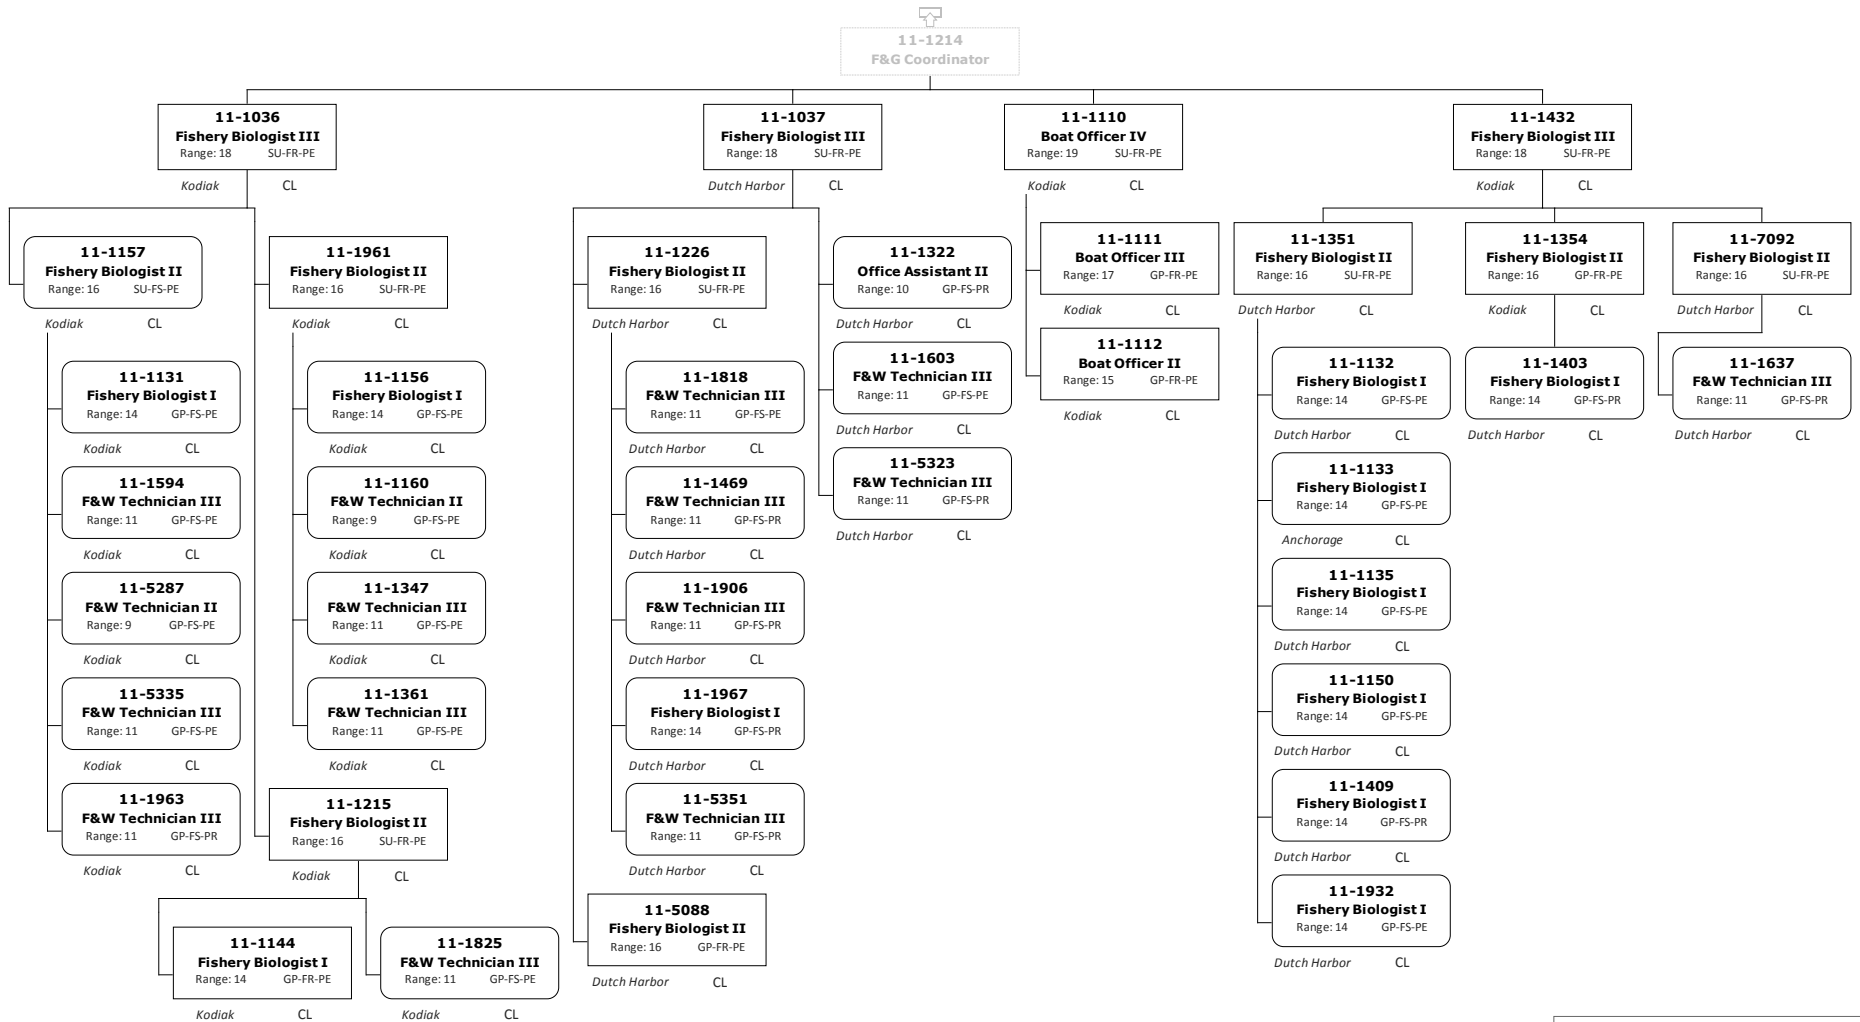 11-1214
F&G Coordinator
11-1036
Fishery Biologist III
Range: 18 SU-FR-PE
Kodiak CL
11-1037
Fishery Biologist III
Range: 18 SU-FR-PE
Dutch Harbor CL
11-1110
Boat Officer IV
Range: 19 SU-FR-PE
Kodiak CL
11-1432
Fishery Biologist III
Range: 18 SU-FR-PE
Kodiak CL
11-1157
Fishery Biologist II
Range: 16 SU-FS-PE
Kodiak CL
11-1131
Fishery Biologist I
Range: 14 GP-FS-PE
Kodiak CL
11-1594
F&W Technician III
Range: 11 GP-FS-PE
Kodiak CL
11-5287
F&W Technician II
Range: 9 GP-FS-PE
Kodiak CL
11-5335
F&W Technician III
Range: 11 GP-FS-PE
Kodiak CL
11-1963
F&W Technician III
Range: 11 GP-FS-PR
Kodiak CL
11-1961
Fishery Biologist II
Range: 16 SU-FR-PE
Kodiak CL
11-1156
Fishery Biologist I
Range: 14 GP-FS-PE
Kodiak CL
11-1160
F&W Technician II
Range: 9 GP-FS-PE
Kodiak CL
11-1347
F&W Technician III
Range: 11 GP-FS-PE
Kodiak CL
11-1361
F&W Technician III
Range: 11 GP-FS-PE
Kodiak CL
11-1215
Fishery Biologist II
Range: 16 SU-FR-PE
Kodiak CL
11-1144
Fishery Biologist I
Range: 14 GP-FR-PE
Kodiak CL
11-1825
F&W Technician III
Range: 11 GP-FS-PE
Kodiak CL
11-1226
Fishery Biologist II
Range: 16 SU-FR-PE
Dutch Harbor CL
11-1818
F&W Technician III
Range: 11 GP-FS-PE
Dutch Harbor CL
11-1469
F&W Technician III
Range: 11 GP-FS-PR
Dutch Harbor CL
11-1906
F&W Technician III
Range: 11 GP-FS-PR
Dutch Harbor CL
11-1967
Fishery Biologist I
Range: 14 GP-FS-PR
Dutch Harbor CL
11-5351
F&W Technician III
Range: 11 GP-FS-PR
Dutch Harbor CL
11-5088
Fishery Biologist II
Range: 16 GP-FR-PE
Dutch Harbor CL
11-1322
Office Assistant II
Range: 10 GP-FS-PR
Dutch Harbor CL
11-1603
F&W Technician III
Range: 11 GP-FS-PE
Dutch Harbor CL
11-5323
F&W Technician III
Range: 11 GP-FS-PR
Dutch Harbor CL
11-1111
Boat Officer III
Range: 17 GP-FR-PE
Kodiak CL
11-1112
Boat Officer II
Range: 15 GP-FR-PE
Kodiak CL
11-1351
Fishery Biologist II
Range: 16 SU-FR-PE
Dutch Harbor CL
11-1132
Fishery Biologist I
Range: 14 GP-FS-PE
Dutch Harbor CL
11-1133
Fishery Biologist I
Range: 14 GP-FS-PE
Anchorage CL
11-1135
Fishery Biologist I
Range: 14 GP-FS-PE
Dutch Harbor CL
11-1150
Fishery Biologist I
Range: 14 GP-FS-PE
Dutch Harbor CL
11-1409
Fishery Biologist I
Range: 14 GP-FS-PR
Dutch Harbor CL
11-1932
Fishery Biologist I
Range: 14 GP-FS-PE
Dutch Harbor CL
11-1354
Fishery Biologist II
Range: 16 GP-FR-PE
Kodiak CL
11-1403
Fishery Biologist I
Range: 14 GP-FS-PR
Dutch Harbor CL
11-7092
Fishery Biologist II
Range: 16 SU-FR-PE
Dutch Harbor CL
11-1637
F&W Technician III
Range: 11 GP-FS-PR
Dutch Harbor CL